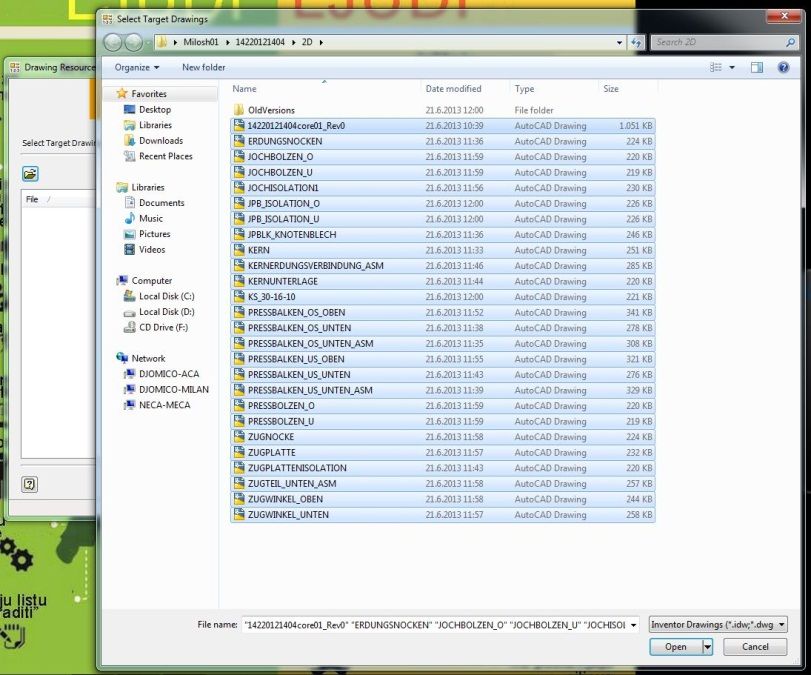 LJUDI
LJUDI
Select Target Drawings
Milosh01 ▸ 14220121404 ▸ 2D ▸
Search 2D
Organize
New folder
Drawing Resource
Select Target Drawin
File
Favorites
Desktop
Libraries
Downloads
Recent Places
Libraries
Documents
Music
Pictures
Videos
Computer
Local Disk (C:)
Local Disk (D:)
CD Drive (F:)
Network
DJOMICO-ACA
DJOMICO-MILAN
NECA-MECA
Name Date modified Type Size
OldVersions 21.6.2013 12:00 File folder
14220121404core01_Rev0 21.6.2013 10:39 AutoCAD Drawing 1.051 KB
ERDUNGSNOCKEN 21.6.2013 11:36 AutoCAD Drawing 224 KB
JOCHBOLZEN_O 21.6.2013 11:59 AutoCAD Drawing 220 KB
JOCHBOLZEN_U 21.6.2013 11:59 AutoCAD Drawing 219 KB
JOCHISOLATION1 21.6.2013 11:56 AutoCAD Drawing 230 KB
JPB_ISOLATION_O 21.6.2013 12:00 AutoCAD Drawing 226 KB
JPB_ISOLATION_U 21.6.2013 12:00 AutoCAD Drawing 226 KB
JPBLK_KNOTENBLECH 21.6.2013 11:36 AutoCAD Drawing 246 KB
KERN 21.6.2013 11:33 AutoCAD Drawing 251 KB
KERNERDUNGSVERBINDUNG_ASM 21.6.2013 11:46 AutoCAD Drawing 285 KB
KERNUNTERLAGE 21.6.2013 11:44 AutoCAD Drawing 220 KB
KS_30-16-10 21.6.2013 12:00 AutoCAD Drawing 221 KB
PRESSBALKEN_OS_OBEN 21.6.2013 11:52 AutoCAD Drawing 341 KB
PRESSBALKEN_OS_UNTEN 21.6.2013 11:38 AutoCAD Drawing 278 KB
PRESSBALKEN_OS_UNTEN_ASM 21.6.2013 11:35 AutoCAD Drawing 308 KB
PRESSBALKEN_US_OBEN 21.6.2013 11:55 AutoCAD Drawing 321 KB
PRESSBALKEN_US_UNTEN 21.6.2013 11:43 AutoCAD Drawing 276 KB
PRESSBALKEN_US_UNTEN_ASM 21.6.2013 11:39 AutoCAD Drawing 329 KB
PRESSBOLZEN_O 21.6.2013 11:59 AutoCAD Drawing 220 KB
PRESSBOLZEN_U 21.6.2013 11:59 AutoCAD Drawing 219 KB
ZUGNOCKE 21.6.2013 11:58 AutoCAD Drawing 224 KB
ZUGPLATTE 21.6.2013 11:57 AutoCAD Drawing 232 KB
ZUGPLATTENISOLATION 21.6.2013 11:43 AutoCAD Drawing 220 KB
ZUGTEIL_UNTEN_ASM 21.6.2013 11:58 AutoCAD Drawing 257 KB
ZUGWINKEL_OBEN 21.6.2013 11:58 AutoCAD Drawing 244 KB
ZUGWINKEL_UNTEN 21.6.2013 11:57 AutoCAD Drawing 258 KB
ju listu
aditi"
File name: "14220121404core01_Rev0" "ERDUNGSNOCKEN" "JOCHBOLZEN_O" "JOCHBOLZEN_U" "JOCHISOL
Inventor Drawings (*.idw;*.dwg
Open
Cancel